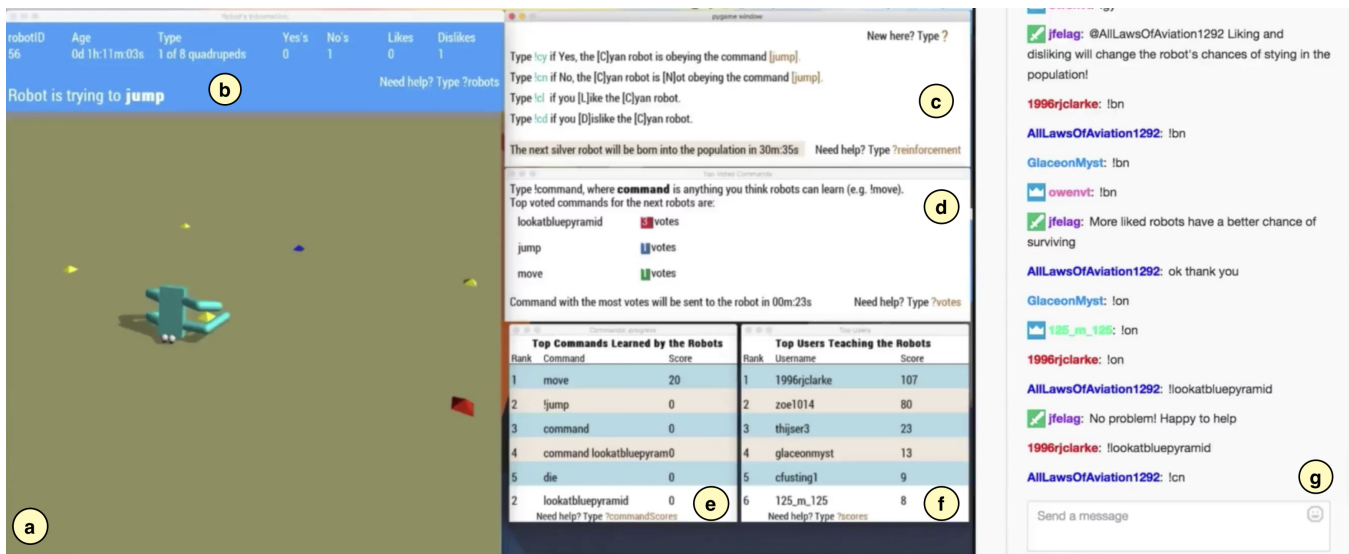 Robot's Information
robotID Age Type Yes's No's Likes Dislikes
56 0d 1h:11m:03s 1 of 8 quadrupeds 0 1 0 1
Need help? Type ?robots
Robot is trying to jump
b
a
pygame window
New here? Type ?
Type !cy if Yes, the [C]yan robot is obeying the command [jump].
Type !cn if No, the [C]yan robot is [N]ot obeying the command [jump].
Type !cl if you [L]ike the [C]yan robot.
Type !cd if you [D]islike the [C]yan robot.
The next silver robot will be born into the population in 30m:35s Need help? Type ?reinforcement
c
Top Voted Commands
Type !command, where command is anything you think robots can learn (e.g. !move).
Top voted commands for the next robots are:
lookatbluepyramid 3 votes
jump 1 votes
move 1 votes
Command with the most votes will be sent to the robot in 00m:23s Need help? Type ?votes
d
Commands' progress
Top Commands Learned by the Robots
Rank Command Score
1 move 20
2 !jump 0
3 command 0
4 command lookatbluepyram0
5 die 0
2 lookatbluepyramid 0
Need help? Type ?commandScores
e
Top Users
Top Users Teaching the Robots
Rank Username Score
1 1996rjclarke 107
2 zoe1014 80
3 thijser3 23
4 glaceonmyst 13
5 cfusting1 9
6 125_m_125 8
Need help? Type ?scores
f
jfelag: @AllLawsOfAviation1292 Liking and
disliking will change the robot's chances of stying in the
population!
1996rjclarke: !bn
AllLawsOfAviation1292: !bn
GlaceonMyst: !bn
owenvt: !bn
jfelag: More liked robots have a better chance of
surviving
AllLawsOfAviation1292: ok thank you
GlaceonMyst: !on
125_m_125: !on
1996rjclarke: !on
AllLawsOfAviation1292: !lookatbluepyramid
jfelag: No problem! Happy to help
1996rjclarke: !lookatbluepyramid
AllLawsOfAviation1292: !cn
g
Send a message